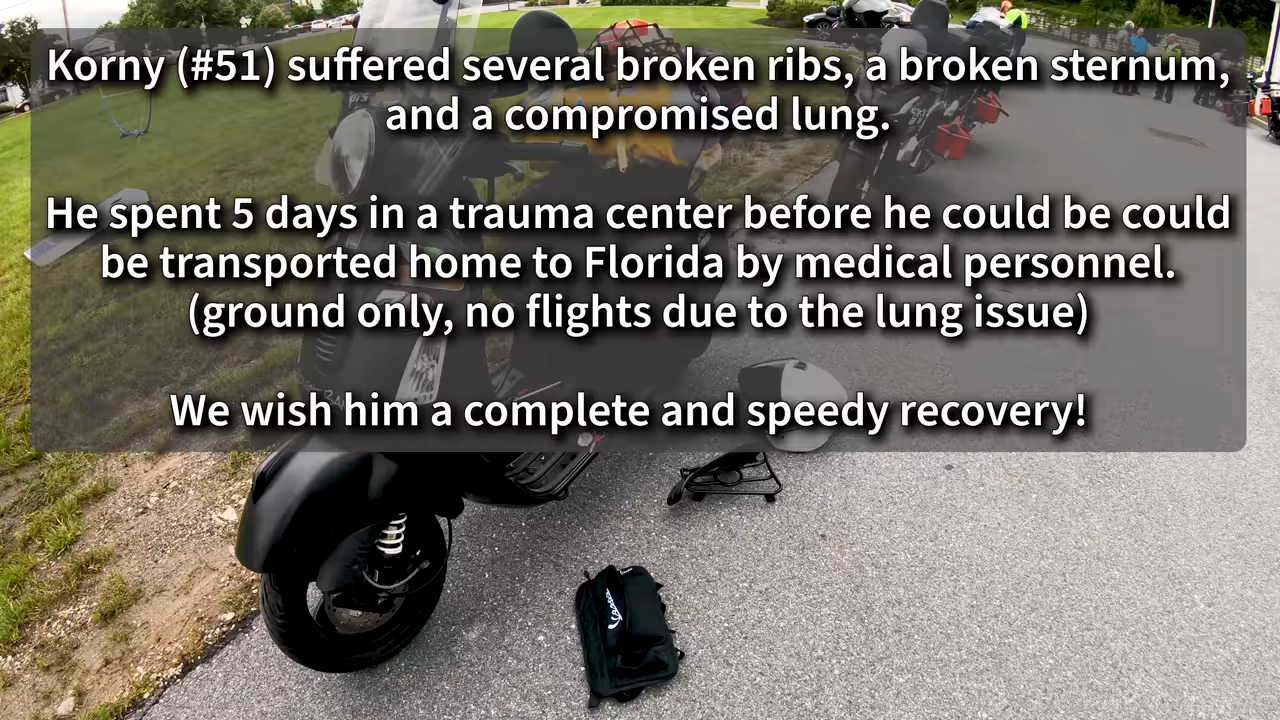 Korny (#51) suffered several broken ribs, a broken sternum,
and a compromised lung.
He spent 5 days in a trauma center before he could be could
be transported home to Florida by medical personnel.
(ground only, no flights due to the lung issue)
We wish him a complete and speedy recovery!
Vespa